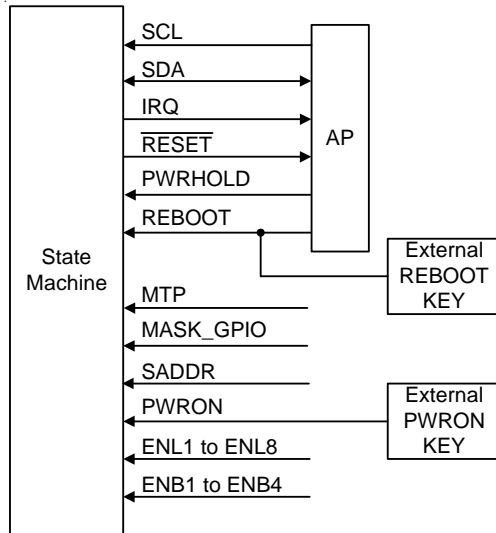 SCL
SDA
IRQ
RESET
AP
PWRHOLD
REBOOT
State
Machine
External
REBOOT
KEY
MTP
MASK_GPIO
SADDR
PWRON
External
PWRON
KEY
ENL1 to ENL8
ENB1 to ENB4